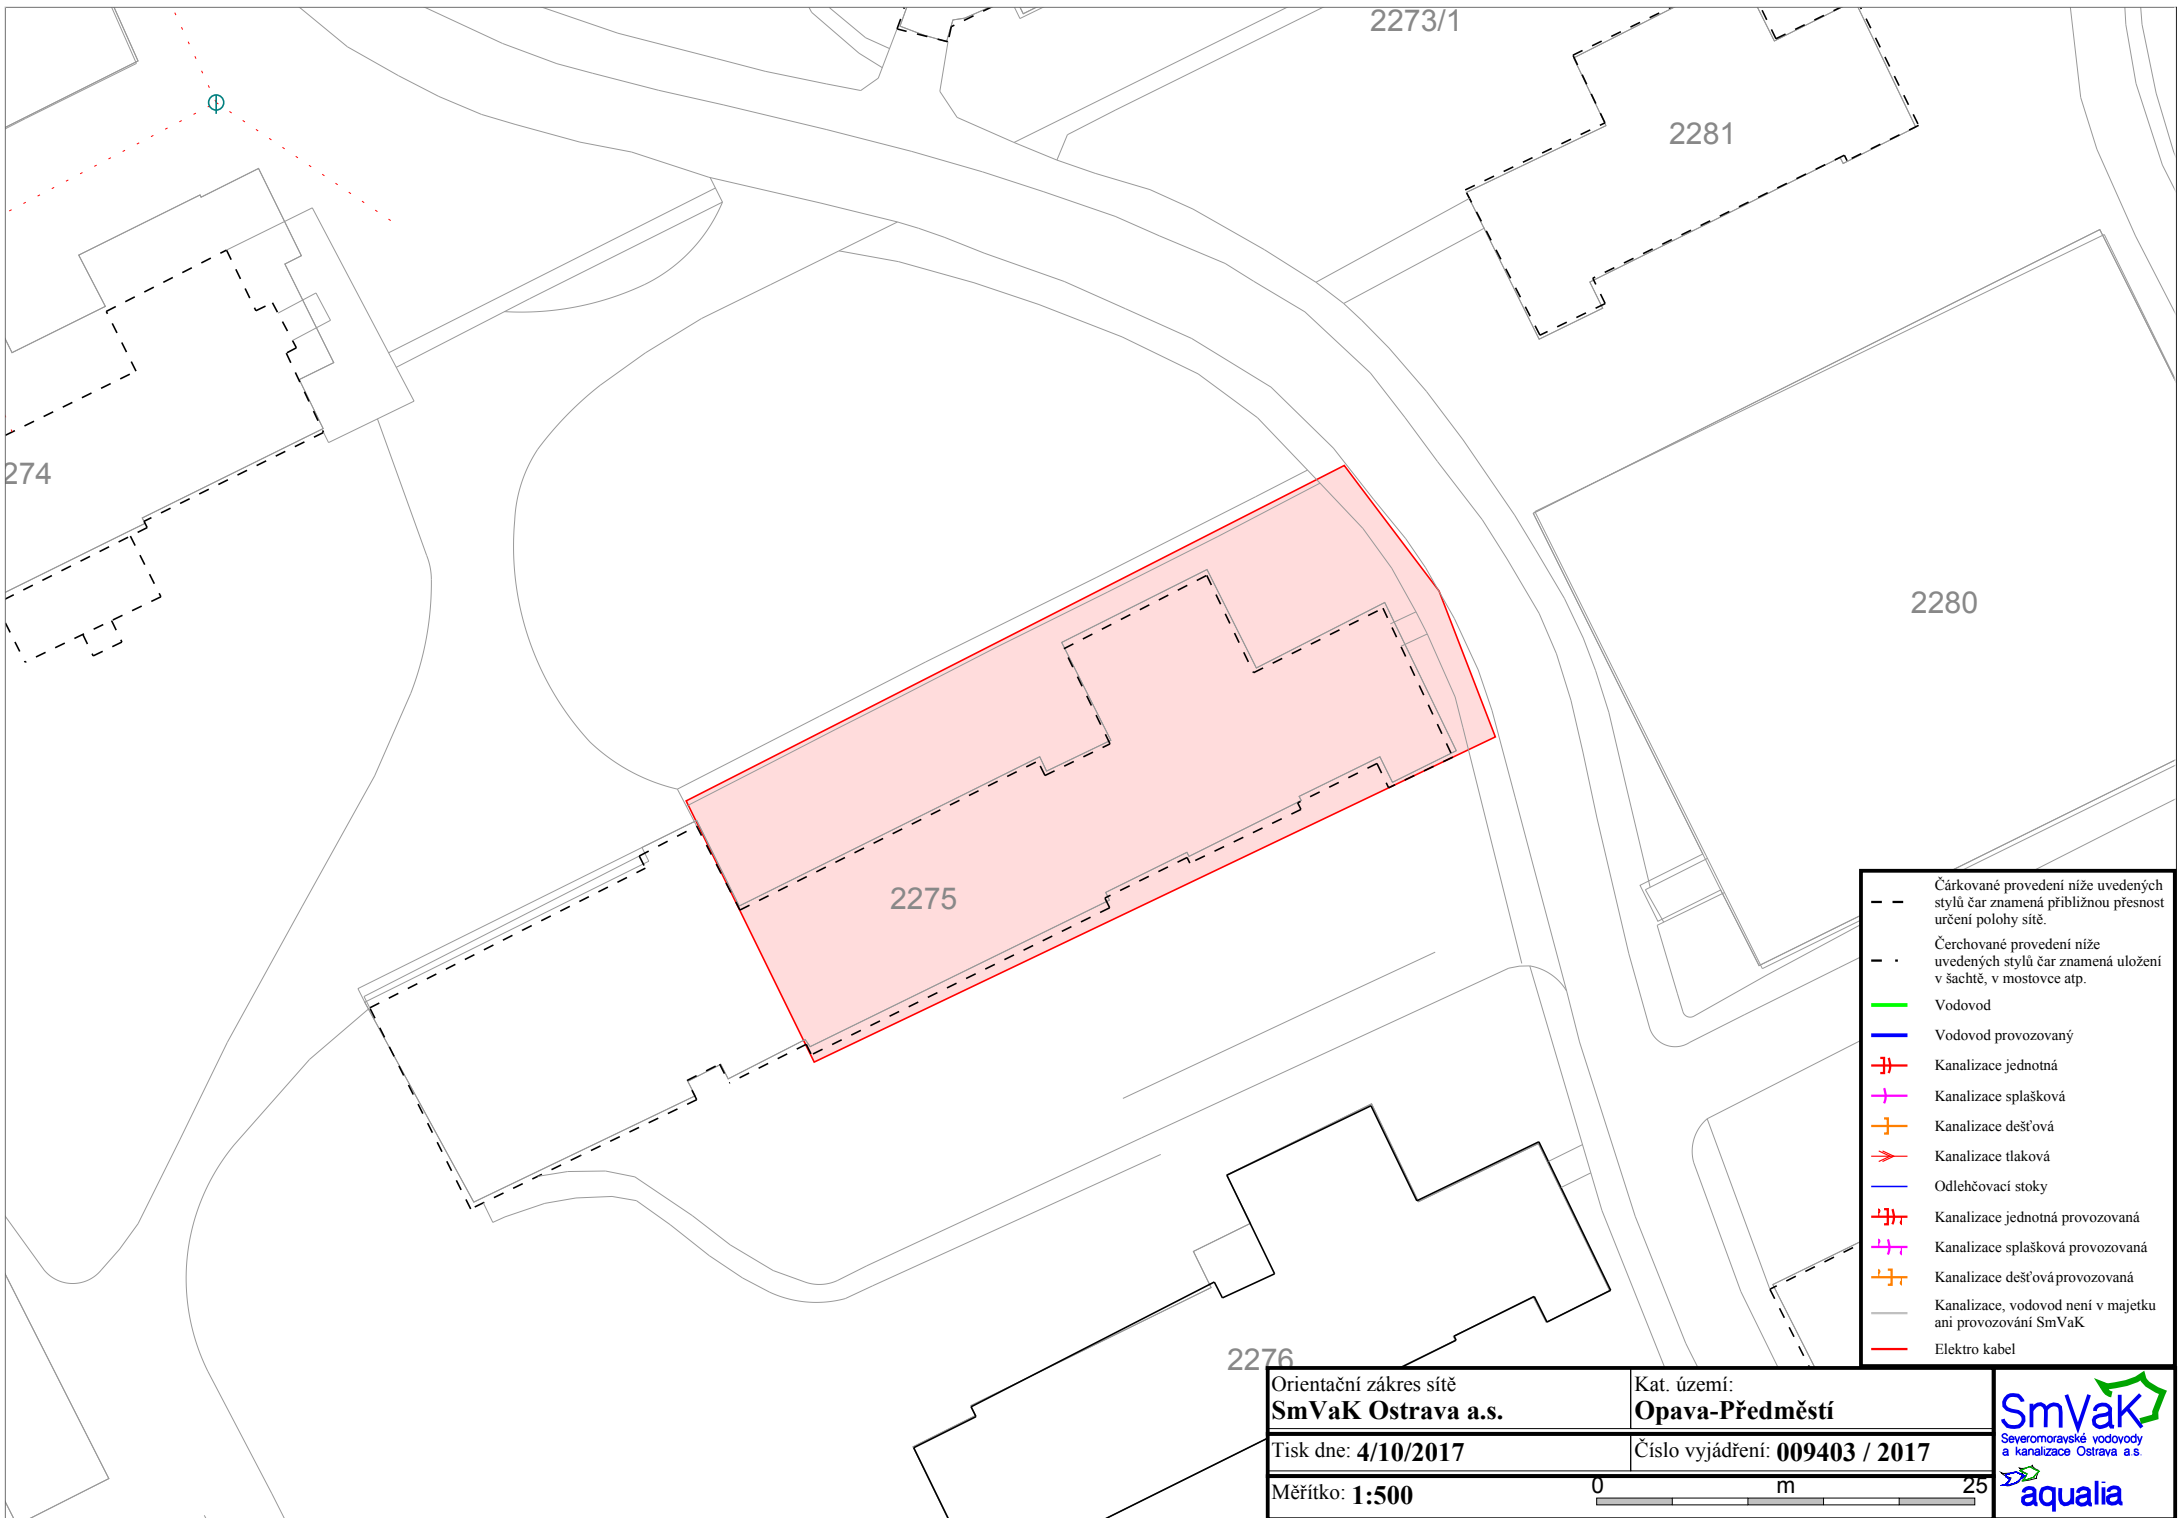 2273/1
2281
274
2280
2275
2276
Čárkované provedení níže uvedených
stylů čar znamená přibližnou přesnost
určení polohy sítě.
Čerchované provedení níže
uvedených stylů čar znamená uložení
v šachtě, v mostovce atp.
Vodovod
Vodovod provozovaný
Kanalizace jednotná
Kanalizace splašková
Kanalizace dešťová
Kanalizace tlaková
Odlehčovací stoky
Kanalizace jednotná provozovaná
Kanalizace splašková provozovaná
Kanalizace dešťová provozovaná
Kanalizace, vodovod není v majetku
ani provozování SmVaK
Elektro kabel
Orientační zákres sítě
SmVaK Ostrava a.s.
Kat. území:
Opava-Předměstí
Tisk dne: 4/10/2017
Číslo vyjádření: 009403 / 2017
Měřítko: 1:500
0 m 25
SmVaK
Severomoravské vodovody
a kanalizace Ostrava a.s.
aqualia